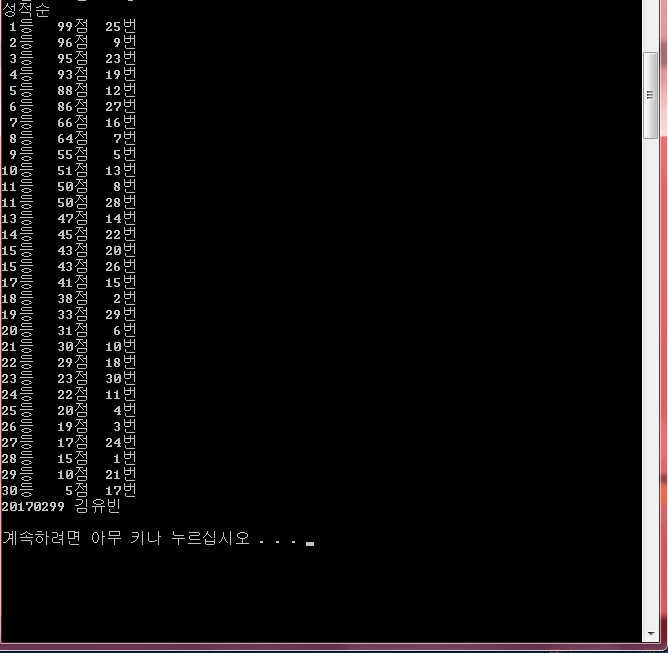 성적순
1등 99점 25번
2등 96점 9번
3등 95점 23번
4등 93점 19번
5등 88점 12번
6등 86점 27번
7등 66점 16번
8등 64점 7번
9등 55점 5번
10등 51점 13번
11등 50점 8번
11등 50점 28번
13등 47점 14번
14등 45점 22번
15등 43점 20번
15등 43점 26번
17등 41점 15번
18등 38점 2번
19등 33점 29번
20등 31점 6번
21등 30점 10번
22등 29점 18번
23등 23점 30번
24등 22점 11번
25등 20점 4번
26등 19점 3번
27등 17점 24번
28등 15점 1번
29등 10점 21번
30등 5점 17번
20170299 김유빈
계속하려면 아무 키나 누르십시오 . . .